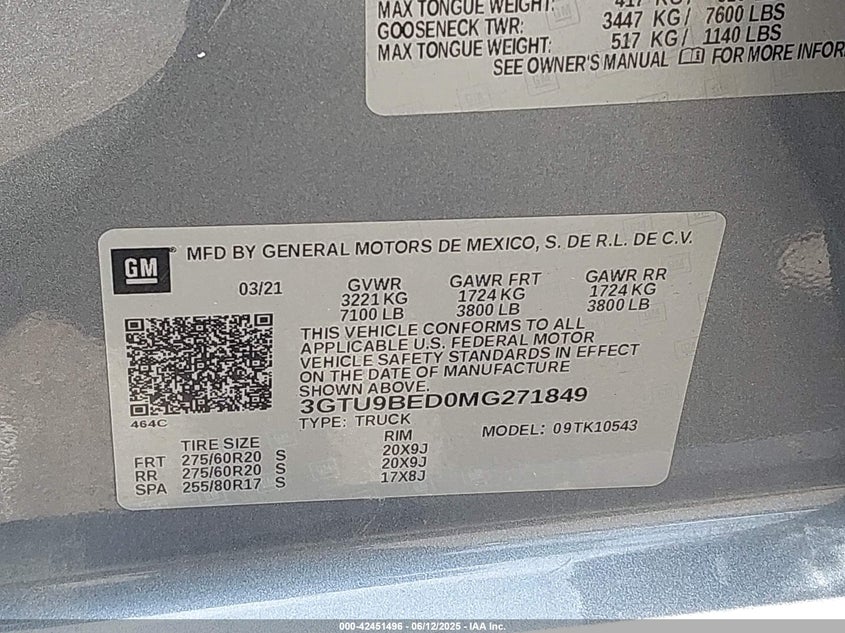 MAX TONGUE WEIGHT:
GOOSENECK TWR: 3447 KG/ 7600 LBS
MAX TONGUE WEIGHT: 517 KG/ 1140 LBS
SEE OWNER'S MANUAL FOR MORE INFOR
GM
MFD BY GENERAL MOTORS DE MEXICO, S. DE R.L. DE C.V.
03/21 GVWR GAWR FRT GAWR RR
3221 KG 1724 KG 1724 KG
7100 LB 3800 LB 3800 LB
THIS VEHICLE CONFORMS TO ALL
APPLICABLE U.S. FEDERAL MOTOR
VEHICLE SAFETY STANDARDS IN EFFECT
ON THE DATE OF MANUFACTURE
SHOWN ABOVE.
3GTU9BED0MG271849
464C
TYPE: TRUCK MODEL: 09TK10543
TIRE SIZE RIM
FRT 275/60R20 S 20X9J
RR 275/60R20 S 20X9J
SPA 255/80R17 S 17X8J
000-42451496 - 06/12/2025 - IAA Inc.